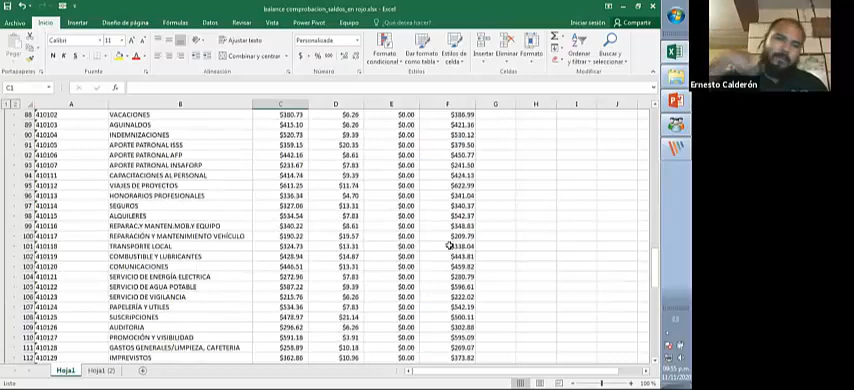 balance comprobacion_saldos_en rojo.xlsx - Excel
Archivo Inicio Insertar Diseño de página Fórmulas Datos Revisar Vista Power Pivot Equipo ¿Qué desea hacer? Iniciar sesión Compartir
Calibri 11 Ajustar texto Personalizada
Pegar Combinar y centrar Formato condicional Dar formato como tabla Estilos de celda Insertar Eliminar Formato Ordenar y filtrar Buscar y seleccionar
Portapapeles Fuente Alineación Número Estilos Celdas Modificar
Ernesto Calderón
C1
A B C D E F G H I J
88 410102 VACACIONES $380.73 $6.26 $0.00 $386.99
89 410103 AGUINALDOS $415.10 $6.26 $0.00 $421.36
90 410104 INDEMNIZACIONES $520.73 $9.39 $0.00 $530.12
91 410105 APORTE PATRONAL ISSS $359.15 $20.35 $0.00 $379.50
92 410106 APORTE PATRONAL AFP $442.16 $8.61 $0.00 $450.77
93 410107 APORTE PATRONAL INSAFORP $0.00
94 410111 CAPACITACIONES AL PERSONAL $414.74 $9.39 $0.00 $424.13
95 410112 VIAJES DE PROYECTOS $611.25 $11.74 $0.00 $622.99
96 410113 HONORARIOS PROFESIONALES $336.34 $4.70 $0.00 $341.04
98 410114 SEGUROS $327.06 $13.31 $0.00 $340.37
98 410115 ALQUILERES $534.54 $7.83 $0.00 $542.37
99 410116 REPARAC.Y MANTEN.MOB.Y EQUIPO $340.22 $8.61 $0.00 $348.83
100 410117 REPARACIÓN Y MANTENIMIENTO VEHÍCULO $190.22 $19.57 $0.00 $209.79
101 410118 TRANSPORTE LOCAL $324.73 $13.31 $0.00 $338.04
102 410119 COMBUSTIBLE Y LUBRICANTES $428.94 $14.87 $0.00 $443.81
103 410120 COMUNICACIONES $446.51 $13.31 $0.00 $459.82
104 410121 SERVICIO DE ENERGÍA ELECTRICA $272.96 $7.83 $0.00 $280.79
105 410122 SERVICIO DE AGUA POTABLE $587.22 $9.39 $0.00 $596.61
106 410123 SERVICIO DE VIGILANCIA $215.76 $6.26 $0.00 $222.02
107 410124 PAPELERÍA Y UTILES $534.36 $7.83 $0.00 $542.19
108 410125 SUSCRIPCIONES $478.97 $21.14 $0.00 $500.11
109 410126 AUDITORIA $296.62 $6.26 $0.00 $302.88
110 410127 PROMOCIÓN Y VISIBILIDAD $591.18 $3.91 $0.00 $595.09
111 410128 GASTOS GENERALES/LIMPIEZA, CAFETERIA $258.89 $10.18 $0.00 $269.07
112 410129 IMPREVISTOS $362.86 $10.96 $0.00 $373.82
Hoja1 Hoja1 (2)
Listo 100 %
09:55 p.m.
11/11/2020